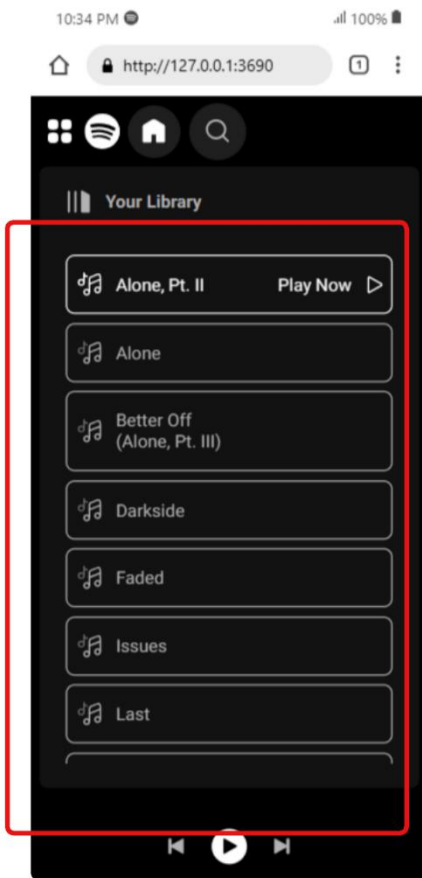 10:34 PM 100%
http://127.0.0.1:3690 1
Your Library
Alone, Pt. II Play Now
Alone
Better Off
(Alone, Pt. III)
Darkside
Faded
Issues
Last